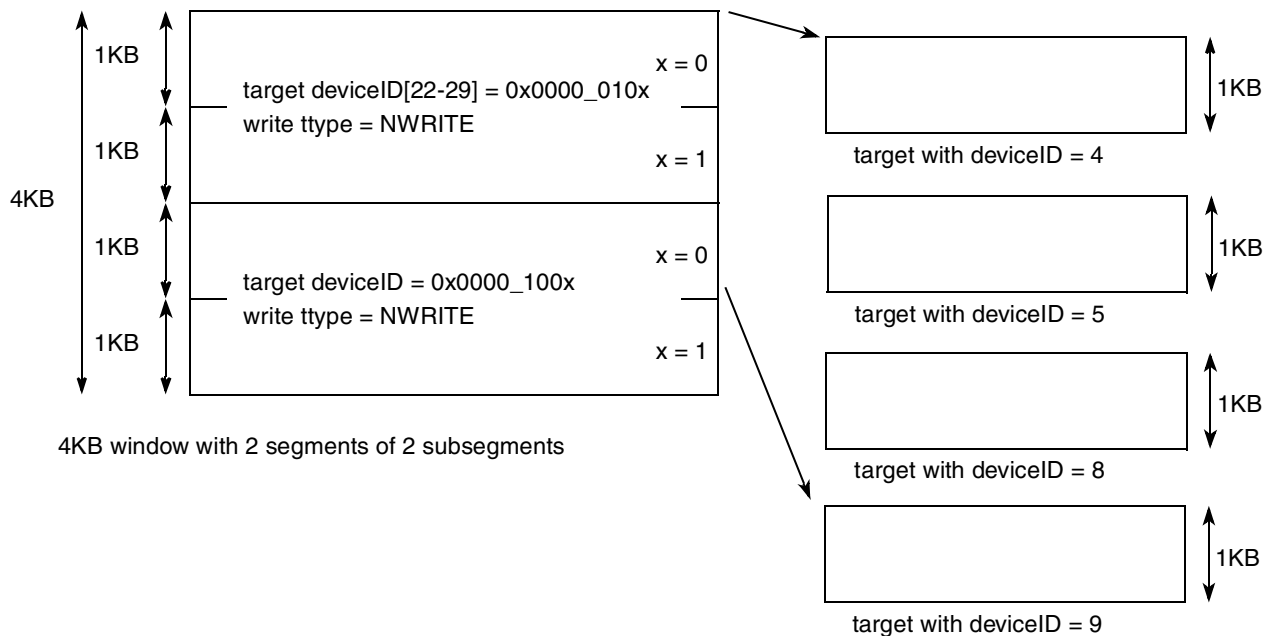 1KB
x = 0
target deviceID[22-29] = 0x0000_010x
write ttype = NWRITE
1KB
x = 1
4KB
1KB
x = 0
target deviceID = 0x0000_100x
write ttype = NWRITE
1KB
x = 1
4KB window with 2 segments of 2 subsegments
1KB
target with deviceID = 4
1KB
target with deviceID = 5
1KB
target with deviceID = 8
1KB
target with deviceID = 9